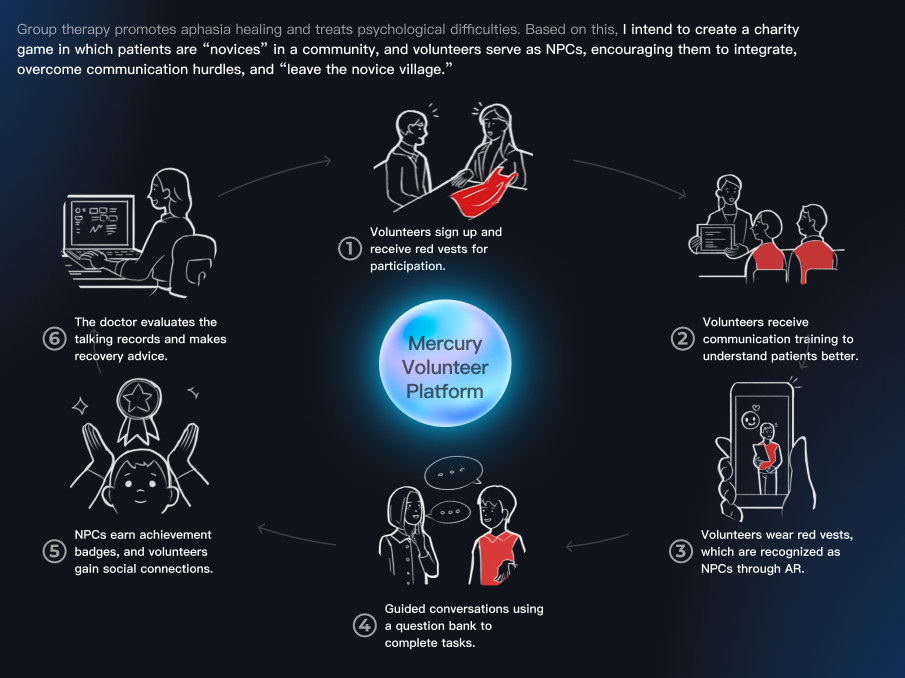 Group therapy promotes aphasia healing and treats psychological difficulties. Based on this, I intend to create a charity
game in which patients are “novices” in a community, and volunteers serve as NPCs, encouraging them to integrate,
overcome communication hurdles, and “leave the novice village.”
1
Volunteers sign up and
receive red vests for
participation.
2
Volunteers receive
communication training to
understand patients better.
3
Volunteers wear red vests,
which are recognized as
NPCs through AR.
4
Guided conversations using
a question bank to
complete tasks.
5
NPCs earn achievement
badges, and volunteers
gain social connections.
6
The doctor evaluates the
talking records and makes
recovery advice.
Mercury
Volunteer
Platform